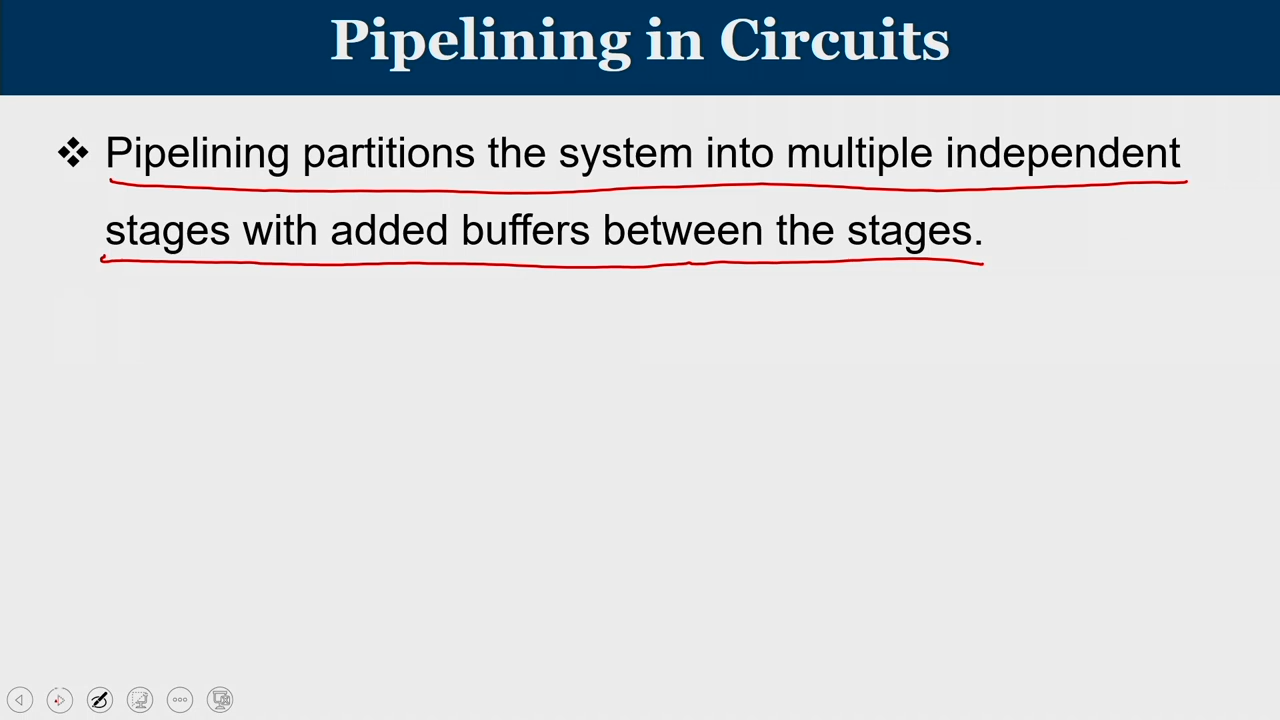 Pipelining in Circuits
❖ Pipelining partitions the system into multiple independent
stages with added buffers between the stages.